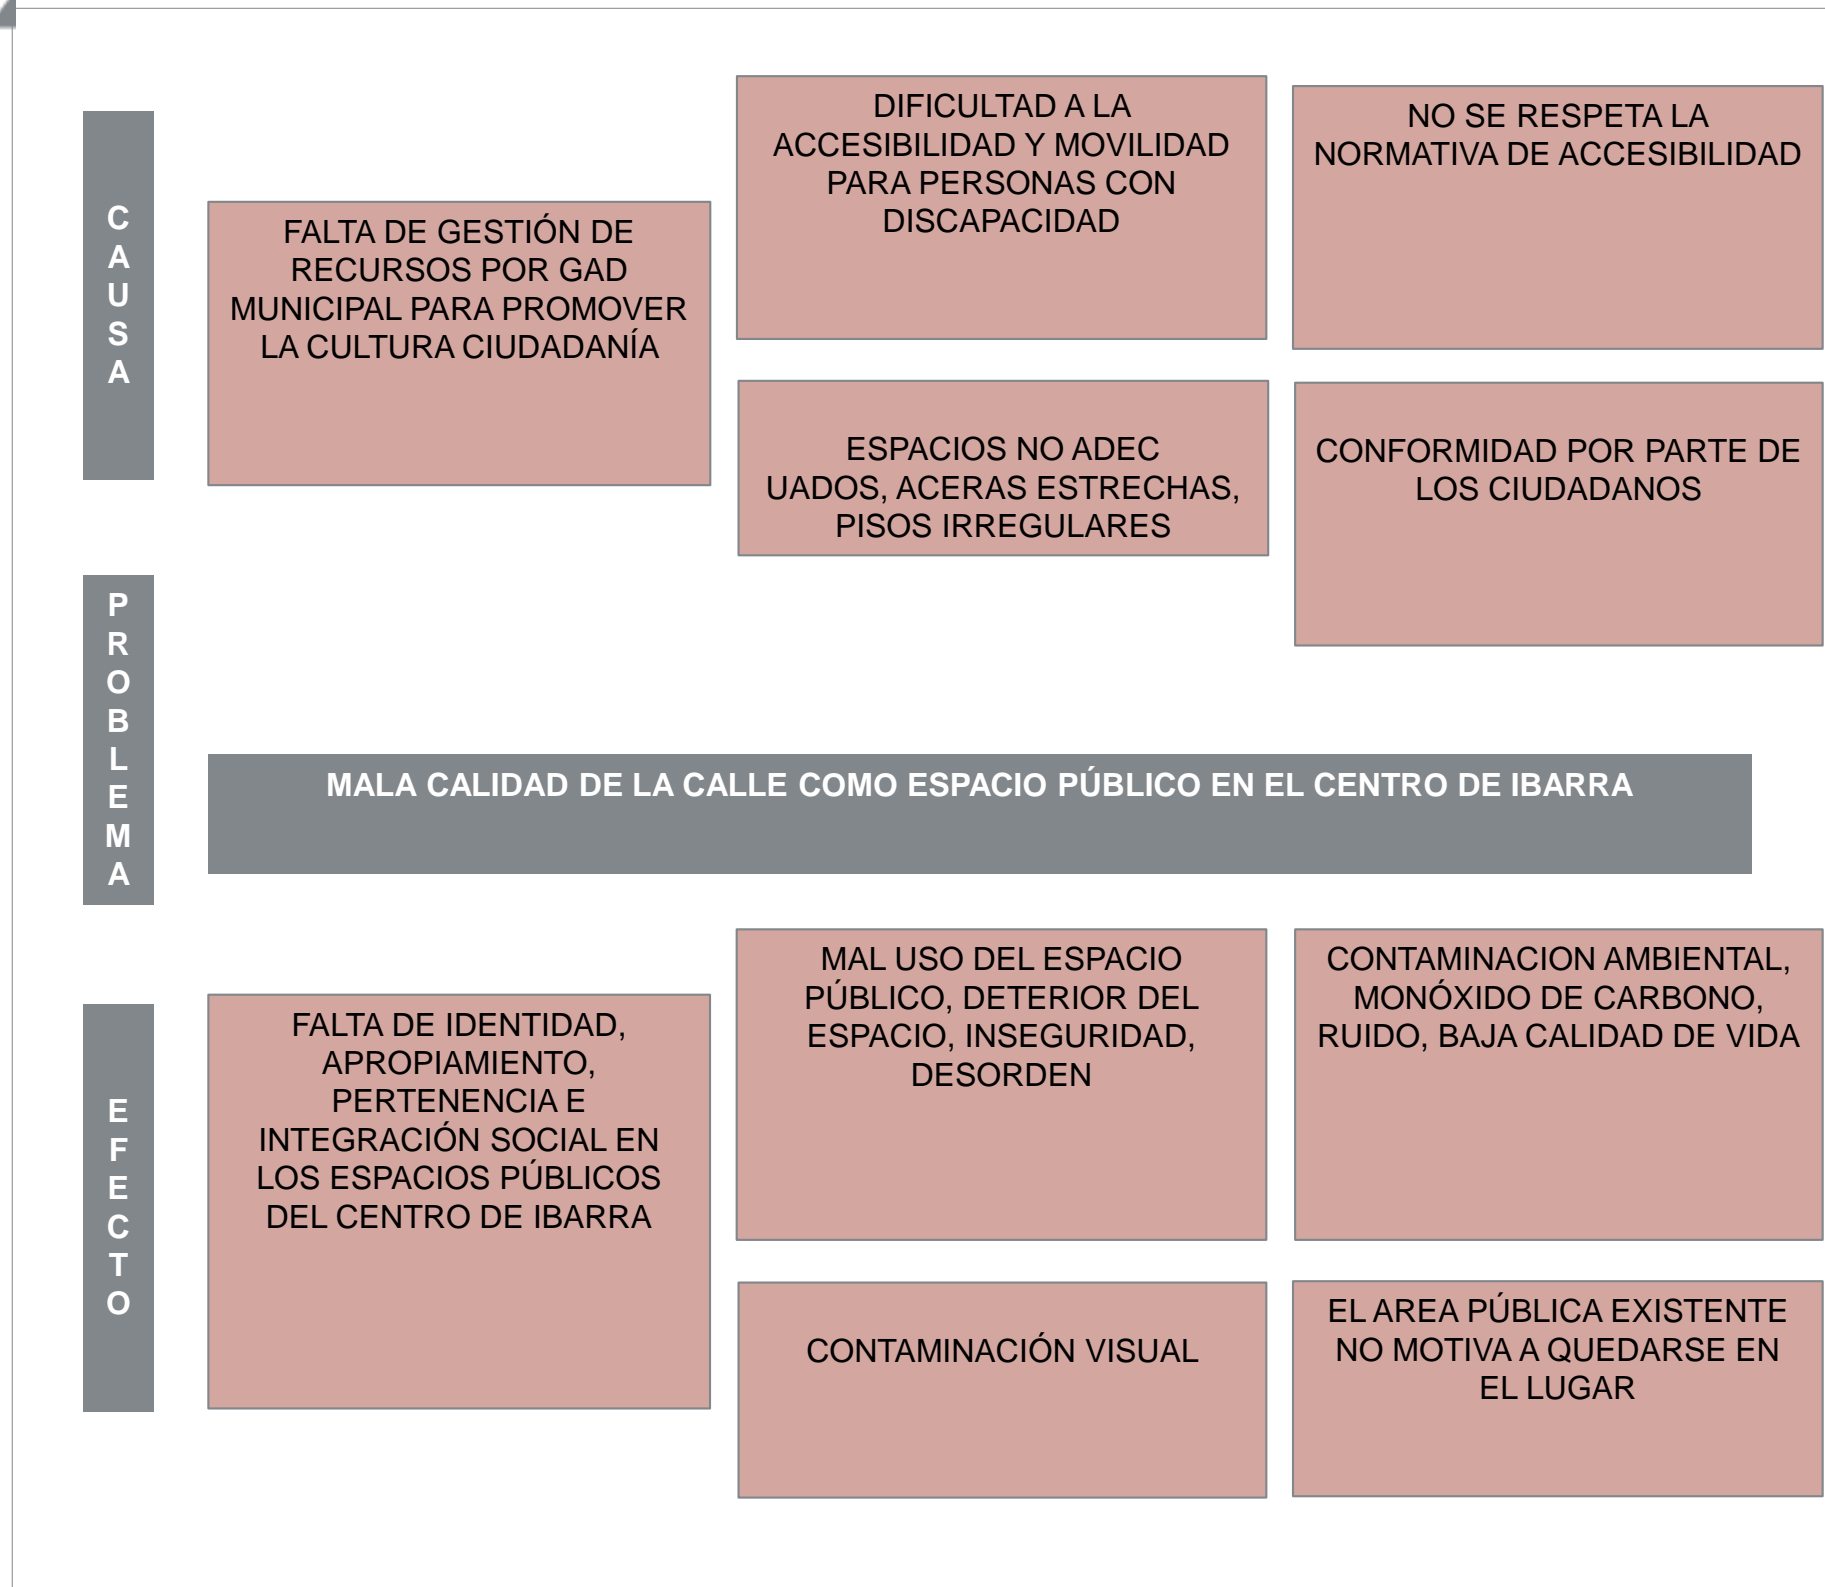 C
A
U
S
A
FALTA DE GESTIÓN DE
RECURSOS POR GAD
MUNICIPAL PARA PROMOVER
LA CULTURA CIUDADANÍA
DIFICULTAD A LA
ACCESIBILIDAD Y MOVILIDAD
PARA PERSONAS CON
DISCAPACIDAD
NO SE RESPETA LA
NORMATIVA DE ACCESIBILIDAD
ESPACIOS NO ADEC
UADOS, ACERAS ESTRECHAS,
PISOS IRREGULARES
CONFORMIDAD POR PARTE DE
LOS CIUDADANOS
P
R
O
B
L
E
M
A
MALA CALIDAD DE LA CALLE COMO ESPACIO PÚBLICO EN EL CENTRO DE IBARRA
E
F
E
C
T
O
FALTA DE IDENTIDAD,
APROPIAMIENTO,
PERTENENCIA E
INTEGRACIÓN SOCIAL EN
LOS ESPACIOS PÚBLICOS
DEL CENTRO DE IBARRA
MAL USO DEL ESPACIO
PÚBLICO, DETERIOR DEL
ESPACIO, INSEGURIDAD,
DESORDEN
CONTAMINACION AMBIENTAL,
MONÓXIDO DE CARBONO,
RUIDO, BAJA CALIDAD DE VIDA
CONTAMINACIÓN VISUAL
EL AREA PÚBLICA EXISTENTE
NO MOTIVA A QUEDARSE EN
EL LUGAR